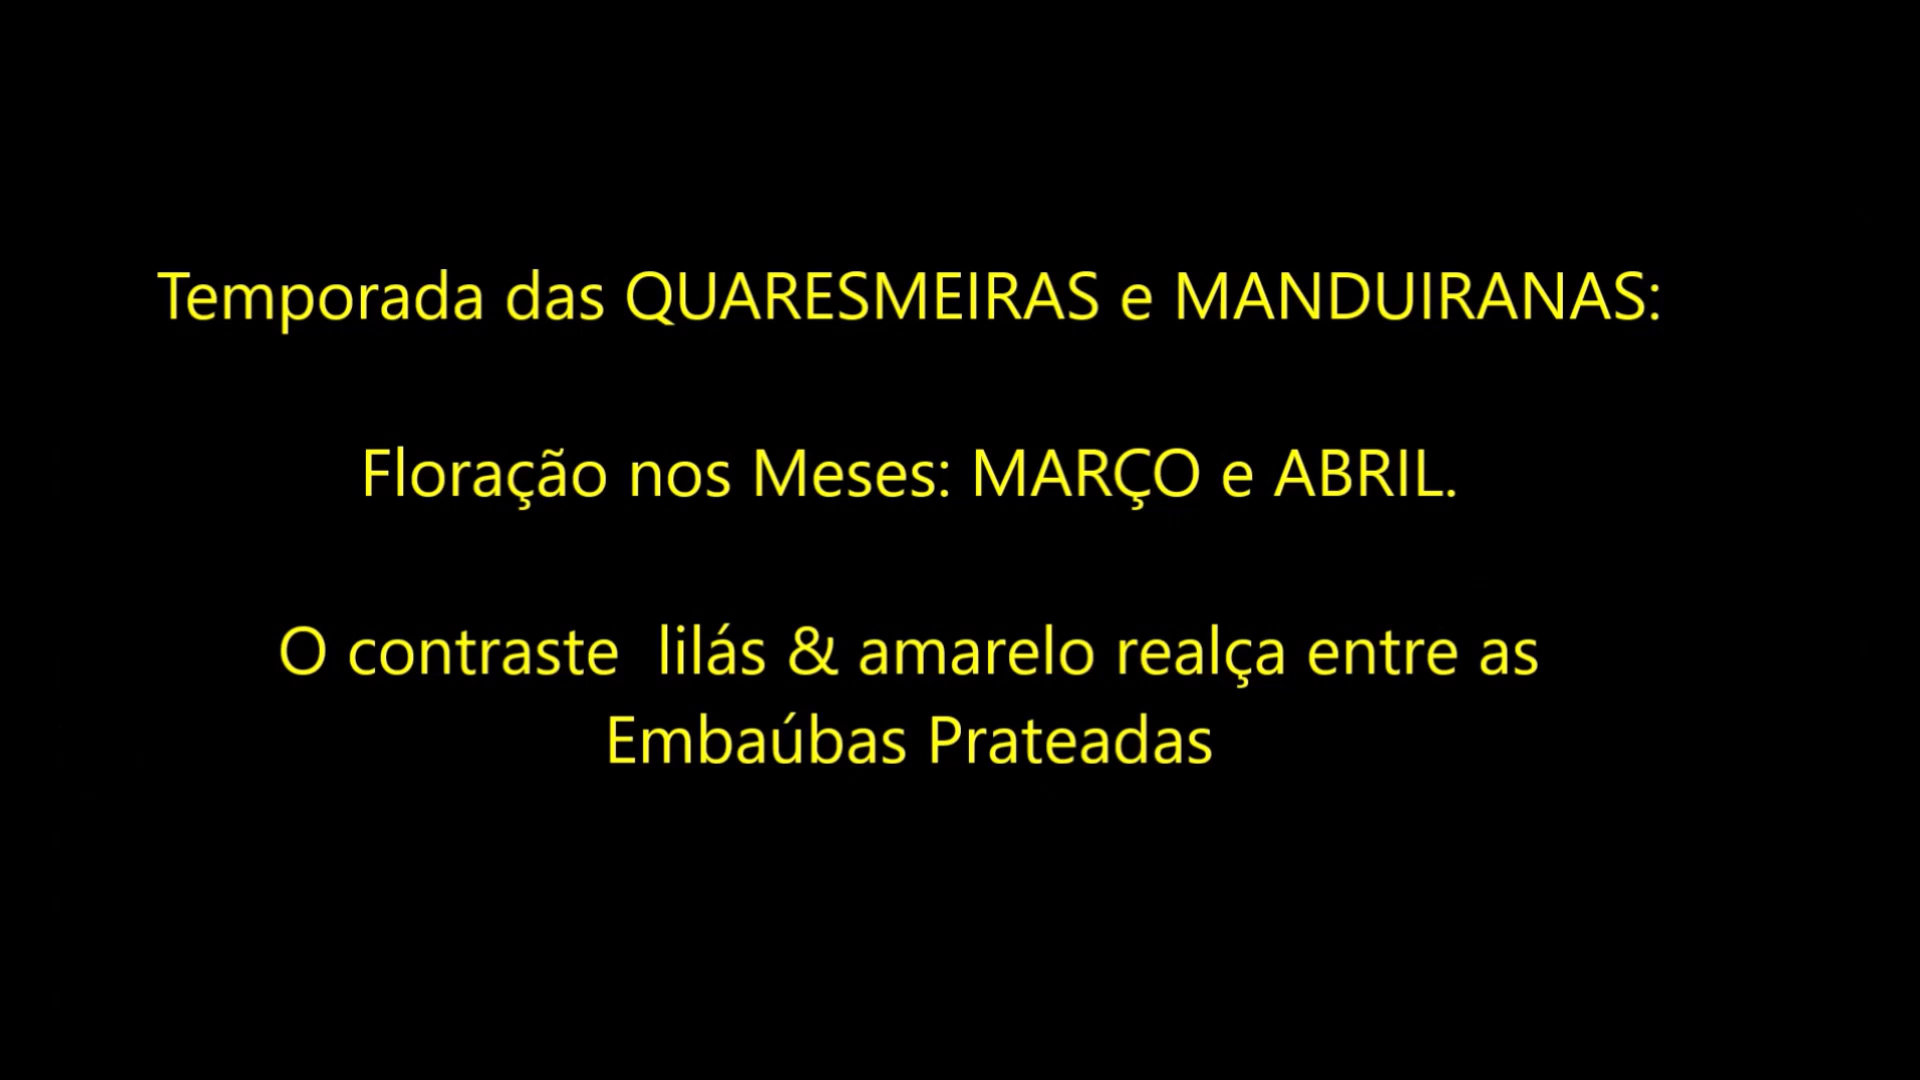 Temporada das QUARESMEIRAS e MANDUIRANAS:
Floração nos Meses: MARÇO e ABRIL.
O contraste  lilás & amarelo realça entre as
Embaúbas Prateadas